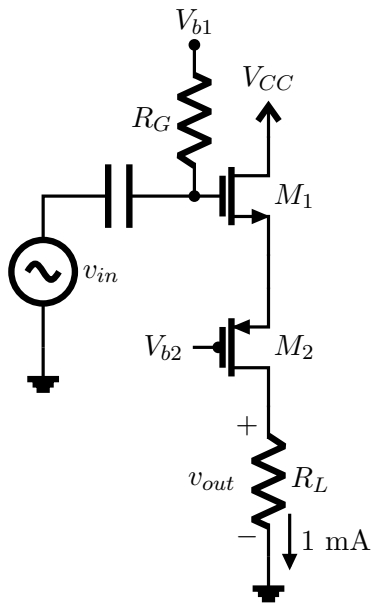 V_{b1}
V_{CC}
R_G
M_1
v_{in}
V_{b2}
M_2
+
v_{out}
R_L
−
1 mA